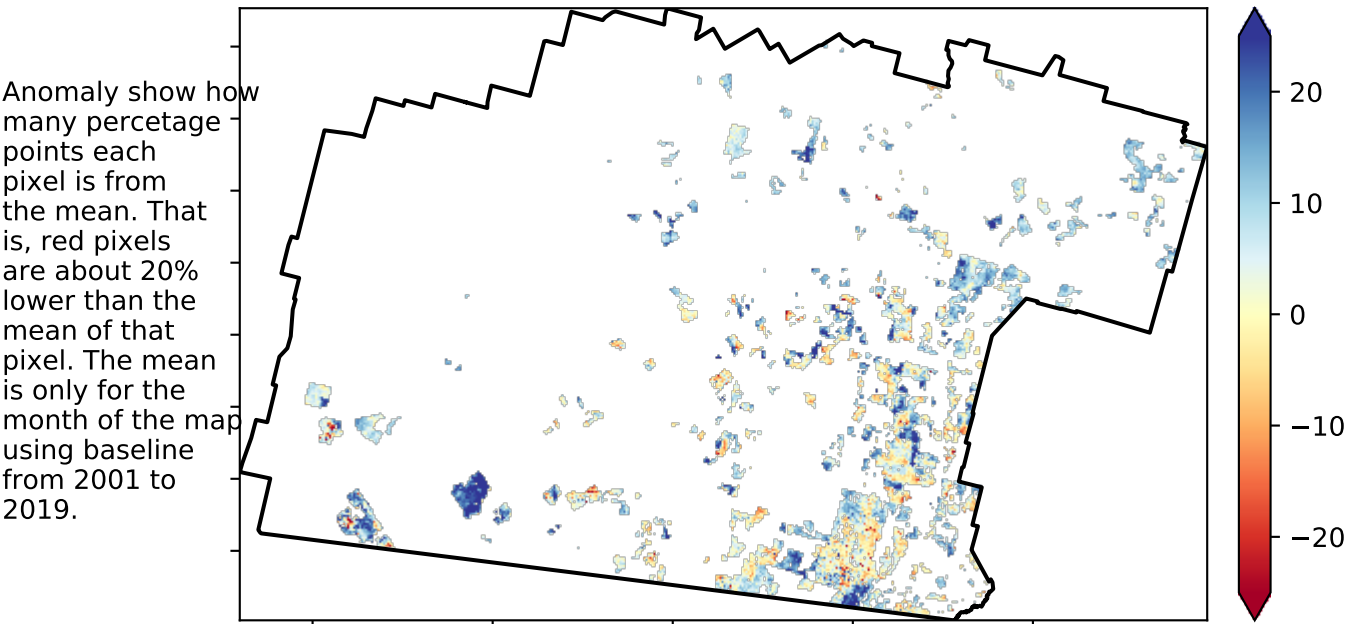 Anomaly show how
many percetage
points each
pixel is from
the mean. That
is, red pixels
are about 20%
lower than the
mean of that
pixel. The mean
is only for the
month of the map
using baseline
from 2001 to
2019.
20
10
0
−10
−20